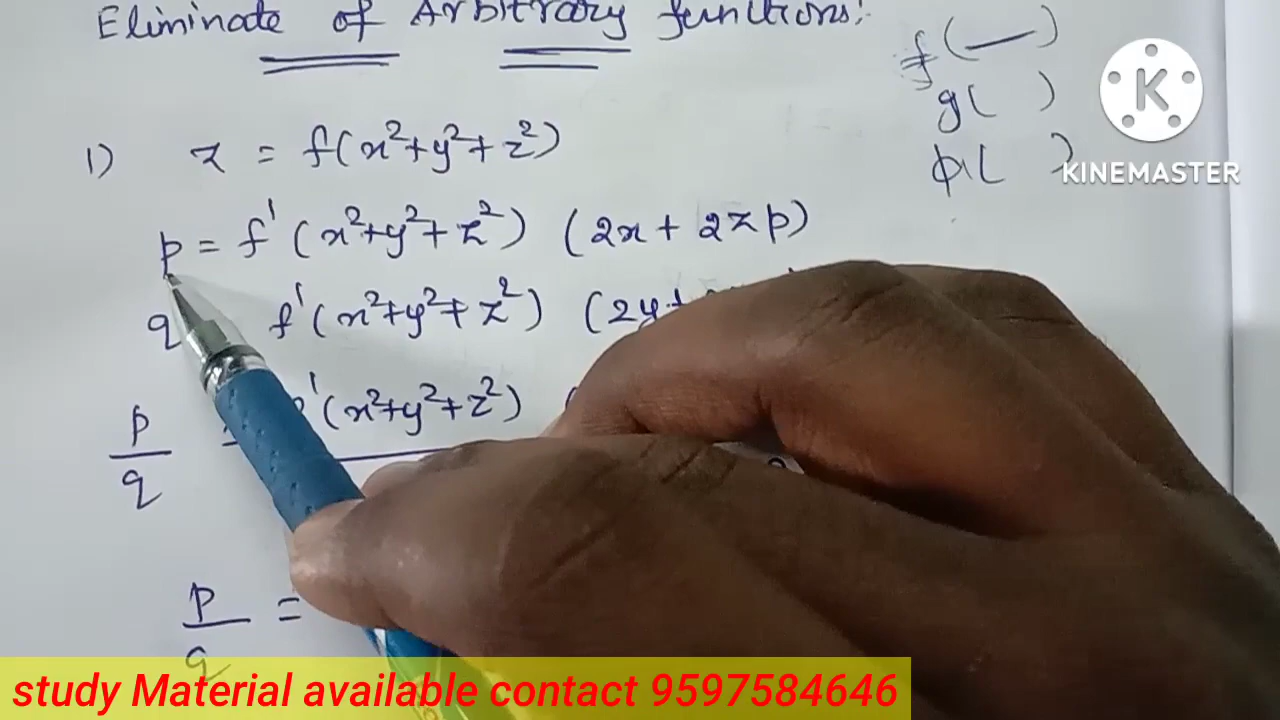 Eliminate of Arbitrary functions:
f( — )
g( )
φ( )
KINEMASTER
1) z = f(x²+y²+z²)
p = f'(x²+y²+z²) (2x + 2zp)
q f'(x²+y²+z²) (2y+
p/q '(x²+y²+z²) (
p/q =
study Material available contact 9597584646